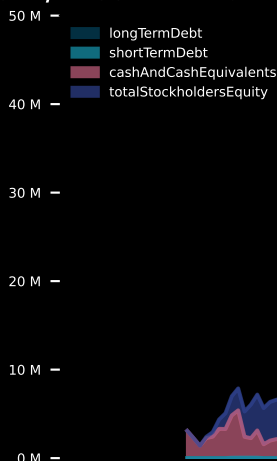 50 M
longTermDebt
shortTermDebt
cashAndCashEquivalents
totalStockholdersEquity
40 M
30 M
20 M
10 M
0 M